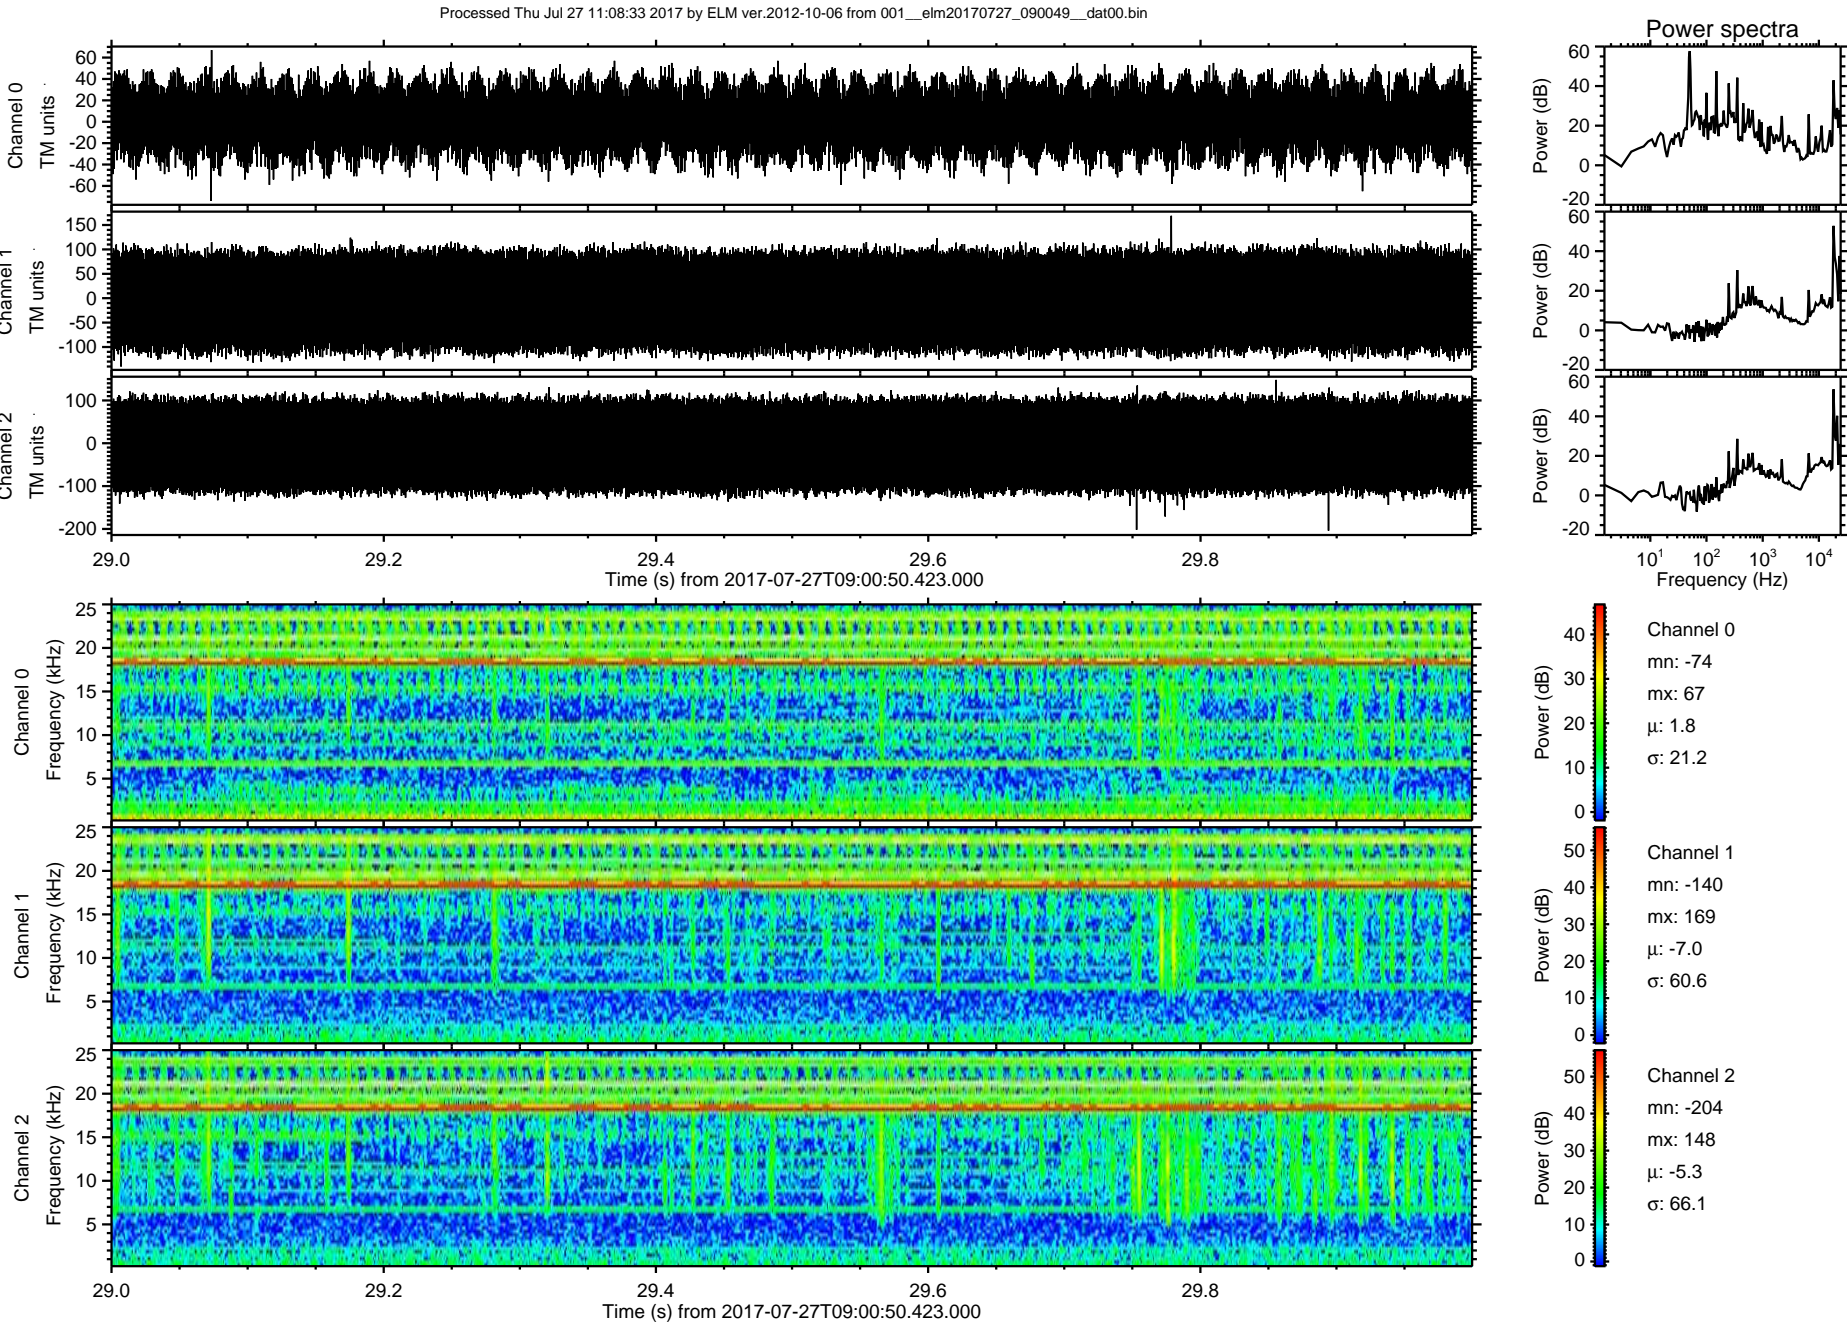 Processed Thu Jul 27 11:08:33 2017 by ELM ver.2012-10-06 from 001__elm20170727_090049__dat00.bin
Power spectra
Channel 0
TM units
60
40
20
0
-20
-40
-60
Power (dB)
60
40
20
0
-20
Channel 1
TM units
150
100
50
0
-50
-100
Power (dB)
60
40
20
0
-20
Channel 2
TM units
100
0
-100
-200
Power (dB)
60
40
20
0
-20
29.0 29.2 29.4 29.6 29.8
Time (s) from 2017-07-27T09:00:50.423.000
10^1 10^2 10^3 10^4
Frequency (Hz)
Channel 0
Frequency (kHz)
25
20
15
10
5
Power (dB)
40
30
20
10
0
Channel 0
mn: -74
mx: 67
μ: 1.8
σ: 21.2
Channel 1
Frequency (kHz)
25
20
15
10
5
Power (dB)
50
40
30
20
10
0
Channel 1
mn: -140
mx: 169
μ: -7.0
σ: 60.6
Channel 2
Frequency (kHz)
25
20
15
10
5
Power (dB)
50
40
30
20
10
0
Channel 2
mn: -204
mx: 148
μ: -5.3
σ: 66.1
29.0 29.2 29.4 29.6 29.8
Time (s) from 2017-07-27T09:00:50.423.000